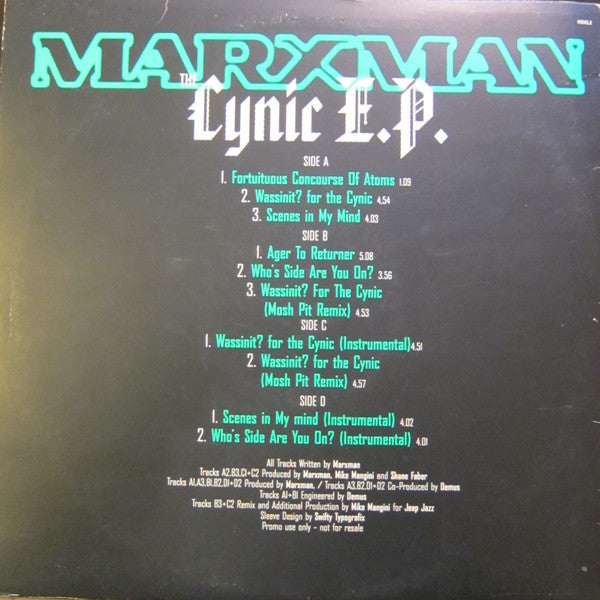 MARXMAN
THE
Cynic E.P.
SIDE A
1. Fortuituous Concourse Of Atoms 1.09
2. Wassinit? for the Cynic 4.54
3. Scenes in My Mind 4.03
SIDE B
1. Ager To Returner 5.08
2. Who's Side Are You On? 3.56
3. Wassinit? For The Cynic
(Mosh Pit Remix) 4.53
SIDE C
1. Wassinit? for the Cynic (Instrumental) 4.51
2. Wassinit? for the Cynic
(Mosh Pit Remix) 4.57
SIDE D
1. Scenes in My mind (Instrumental) 4.02
2. Who's Side Are You On? (Instrumental) 4.01
All Tracks Written by Marxman
Tracks A2.B3.C1+C2 Produced by Marxman, Mike Mangini and Shane Faber
Tracks A1.A3.B1.B2.D1+D2 Produced by Marxman. / Tracks A3.B2.D1+D2 Co-Produced by Demus
Tracks A1+B1 Engineered by Demus
Tracks B3+C2 Remix and Additional Production by Mike Mangini for Jeep Jazz
Sleeve Design by Swifty Typografix
Promo use only - not for resale